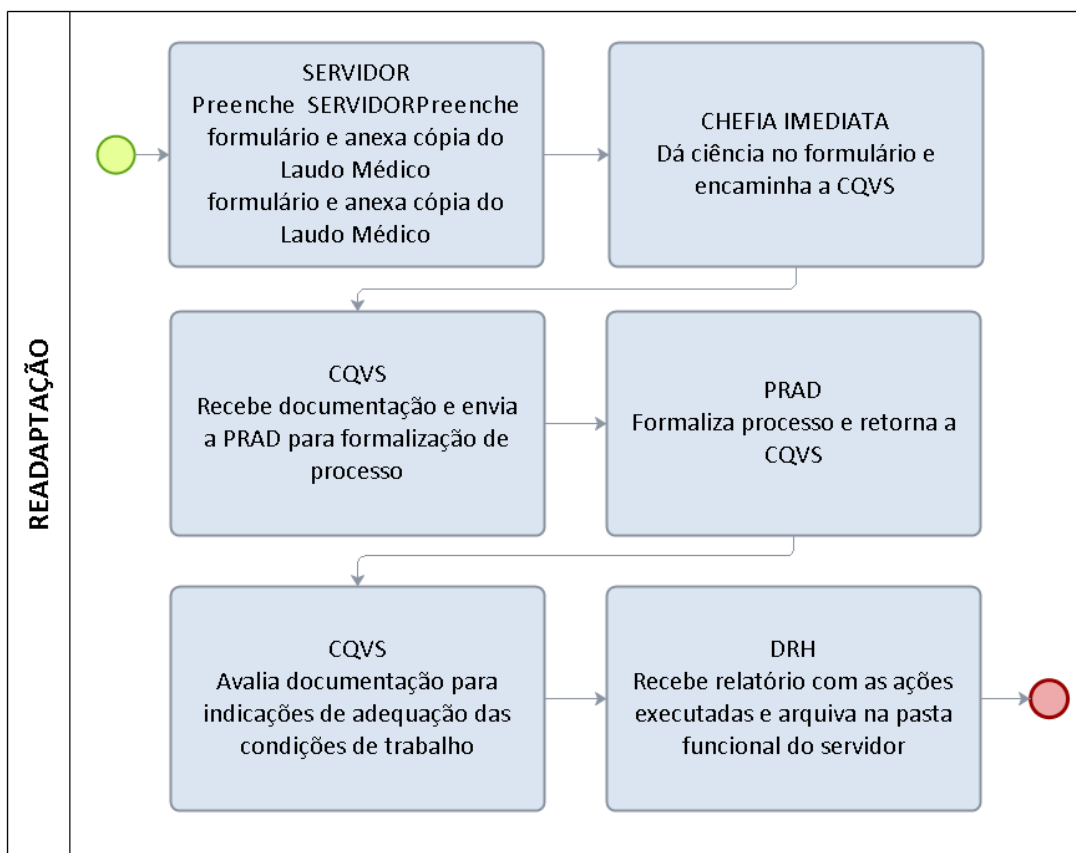 READAPTAÇÃO
SERVIDOR
Preenche SERVIDORPreenche
formulário e anexa cópia do
Laudo Médico
formulário e anexa cópia do
Laudo Médico
CHEFIA IMEDIATA
Dá ciência no formulário e
encaminha a CQVS
CQVS
Recebe documentação e envia
a PRAD para formalização de
processo
PRAD
Formaliza processo e retorna a
CQVS
CQVS
Avalia documentação para
indicações de adequação das
condições de trabalho
DRH
Recebe relatório com as ações
executadas e arquiva na pasta
funcional do servidor